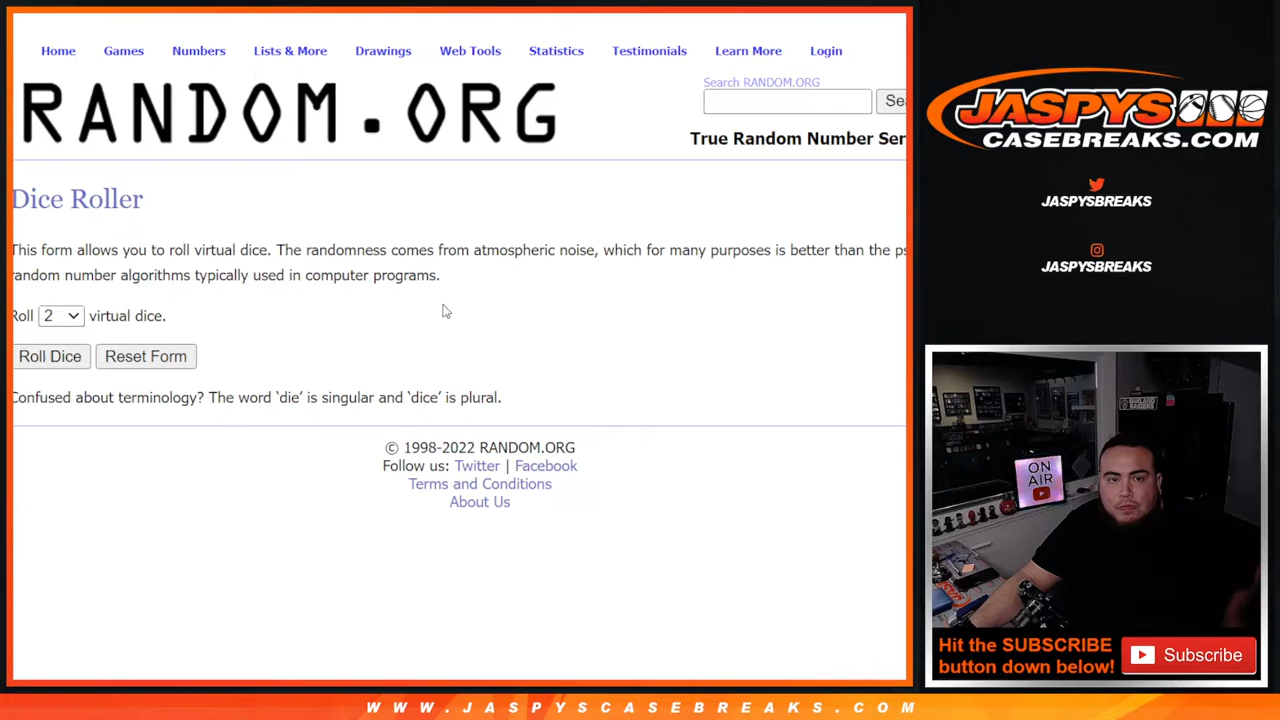 Home Games Numbers Lists & More Drawings Web Tools Statistics Testimonials Learn More Login
RANDOM.ORG
Search RANDOM.ORG
Sea
True Random Number Ser
Dice Roller
This form allows you to roll virtual dice. The randomness comes from atmospheric noise, which for many purposes is better than the ps
random number algorithms typically used in computer programs.
Roll 2 virtual dice.
Roll Dice Reset Form
Confused about terminology? The word ‘die’ is singular and ‘dice’ is plural.
© 1998-2022 RANDOM.ORG
Follow us: Twitter | Facebook
Terms and Conditions
About Us
JASPYS
CASEBREAKS.COM
JASPYSBREAKS
JASPYSBREAKS
OAKLAND
RAIDERS
ON
AIR
Hit the SUBSCRIBE
button down below!
Subscribe
WWW.JASPYSCASEBREAKS.COM